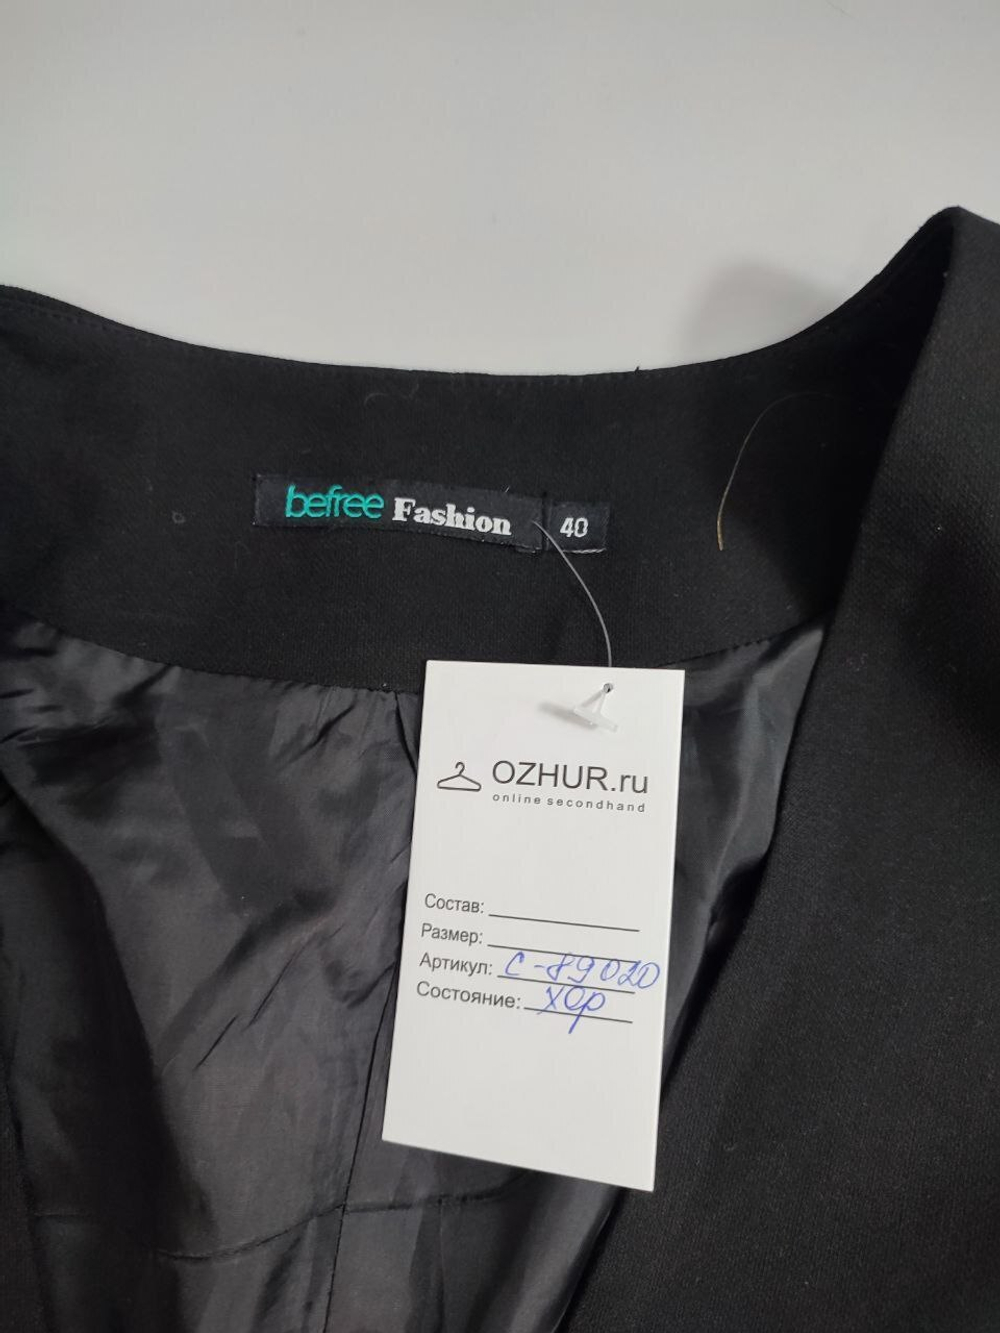 befree Fashion 40
OZHUR.ru
online secondhand
Состав:
Размер:
Артикул: С-89020
Состояние: хор